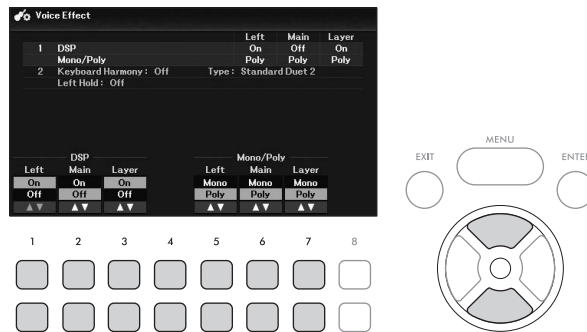 Voice Effect
Left Main Layer
1 DSP On Off On
Mono/Poly Poly Poly Poly
2 Keyboard Harmony : Off Type : Standard Duet 2
Left Hold : Off
DSP Mono/Poly
Left Main Layer Left Main Layer
On On On Mono Mono Mono
Off Off Off Poly Poly Poly
▲▼ ▲▼ ▲▼ ▲▼ ▲▼ ▲▼
1 2 3 4 5 6 7 8
MENU
EXIT ENTE